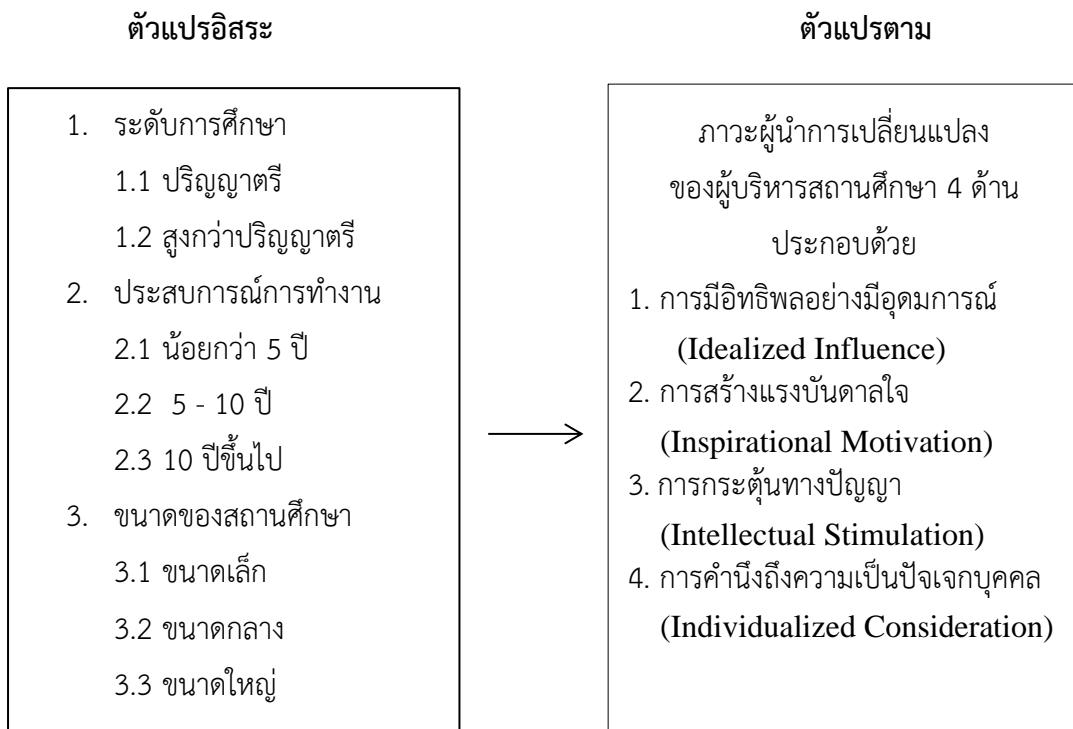 ตัวแปรอิสระ
1. ระดับการศึกษา
1.1 ปริญญาตรี
1.2 สูงกว่าปริญญาตรี
2. ประสบการณ์การทำงาน
2.1 น้อยกว่า 5 ปี
2.2 5 - 10 ปี
2.3 10 ปีขึ้นไป
3. ขนาดของสถานศึกษา
3.1 ขนาดเล็ก
3.2 ขนาดกลาง
3.3 ขนาดใหญ่
ตัวแปรตาม
ภาวะผู้นำการเปลี่ยนแปลง
ของผู้บริหารสถานศึกษา 4 ด้าน
ประกอบด้วย
1. การมีอิทธิพลอย่างมีอุดมการณ์
(Idealized Influence)
2. การสร้างแรงบันดาลใจ
(Inspirational Motivation)
3. การกระตุ้นทางปัญญา
(Intellectual Stimulation)
4. การคำนึงถึงความเป็นปัจเจกบุคคล
(Individualized Consideration)